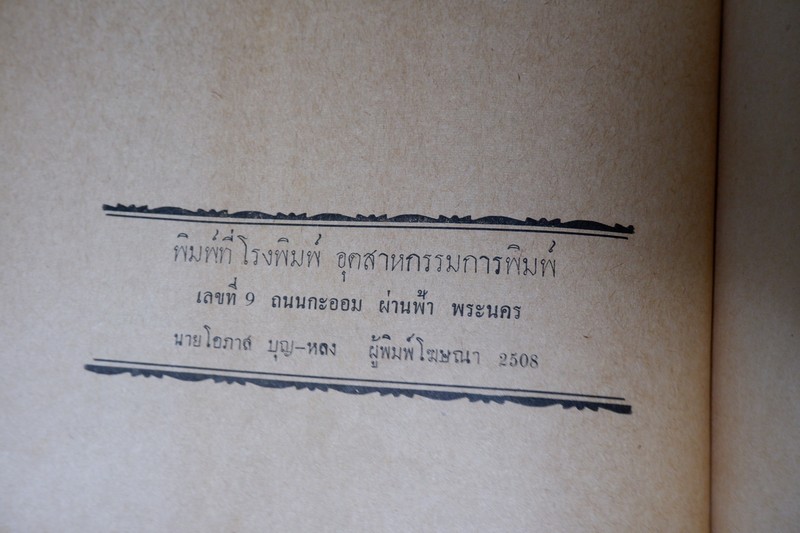 พิมพ์ที่ โรงพิมพ์ อุตสาหกรรมการพิมพ์
เลขที่ 9 ถนนกะออม ผ่านฟ้า พระนคร
นายโอภาส บุญ-หลง ผู้พิมพ์โฆษณา 2508